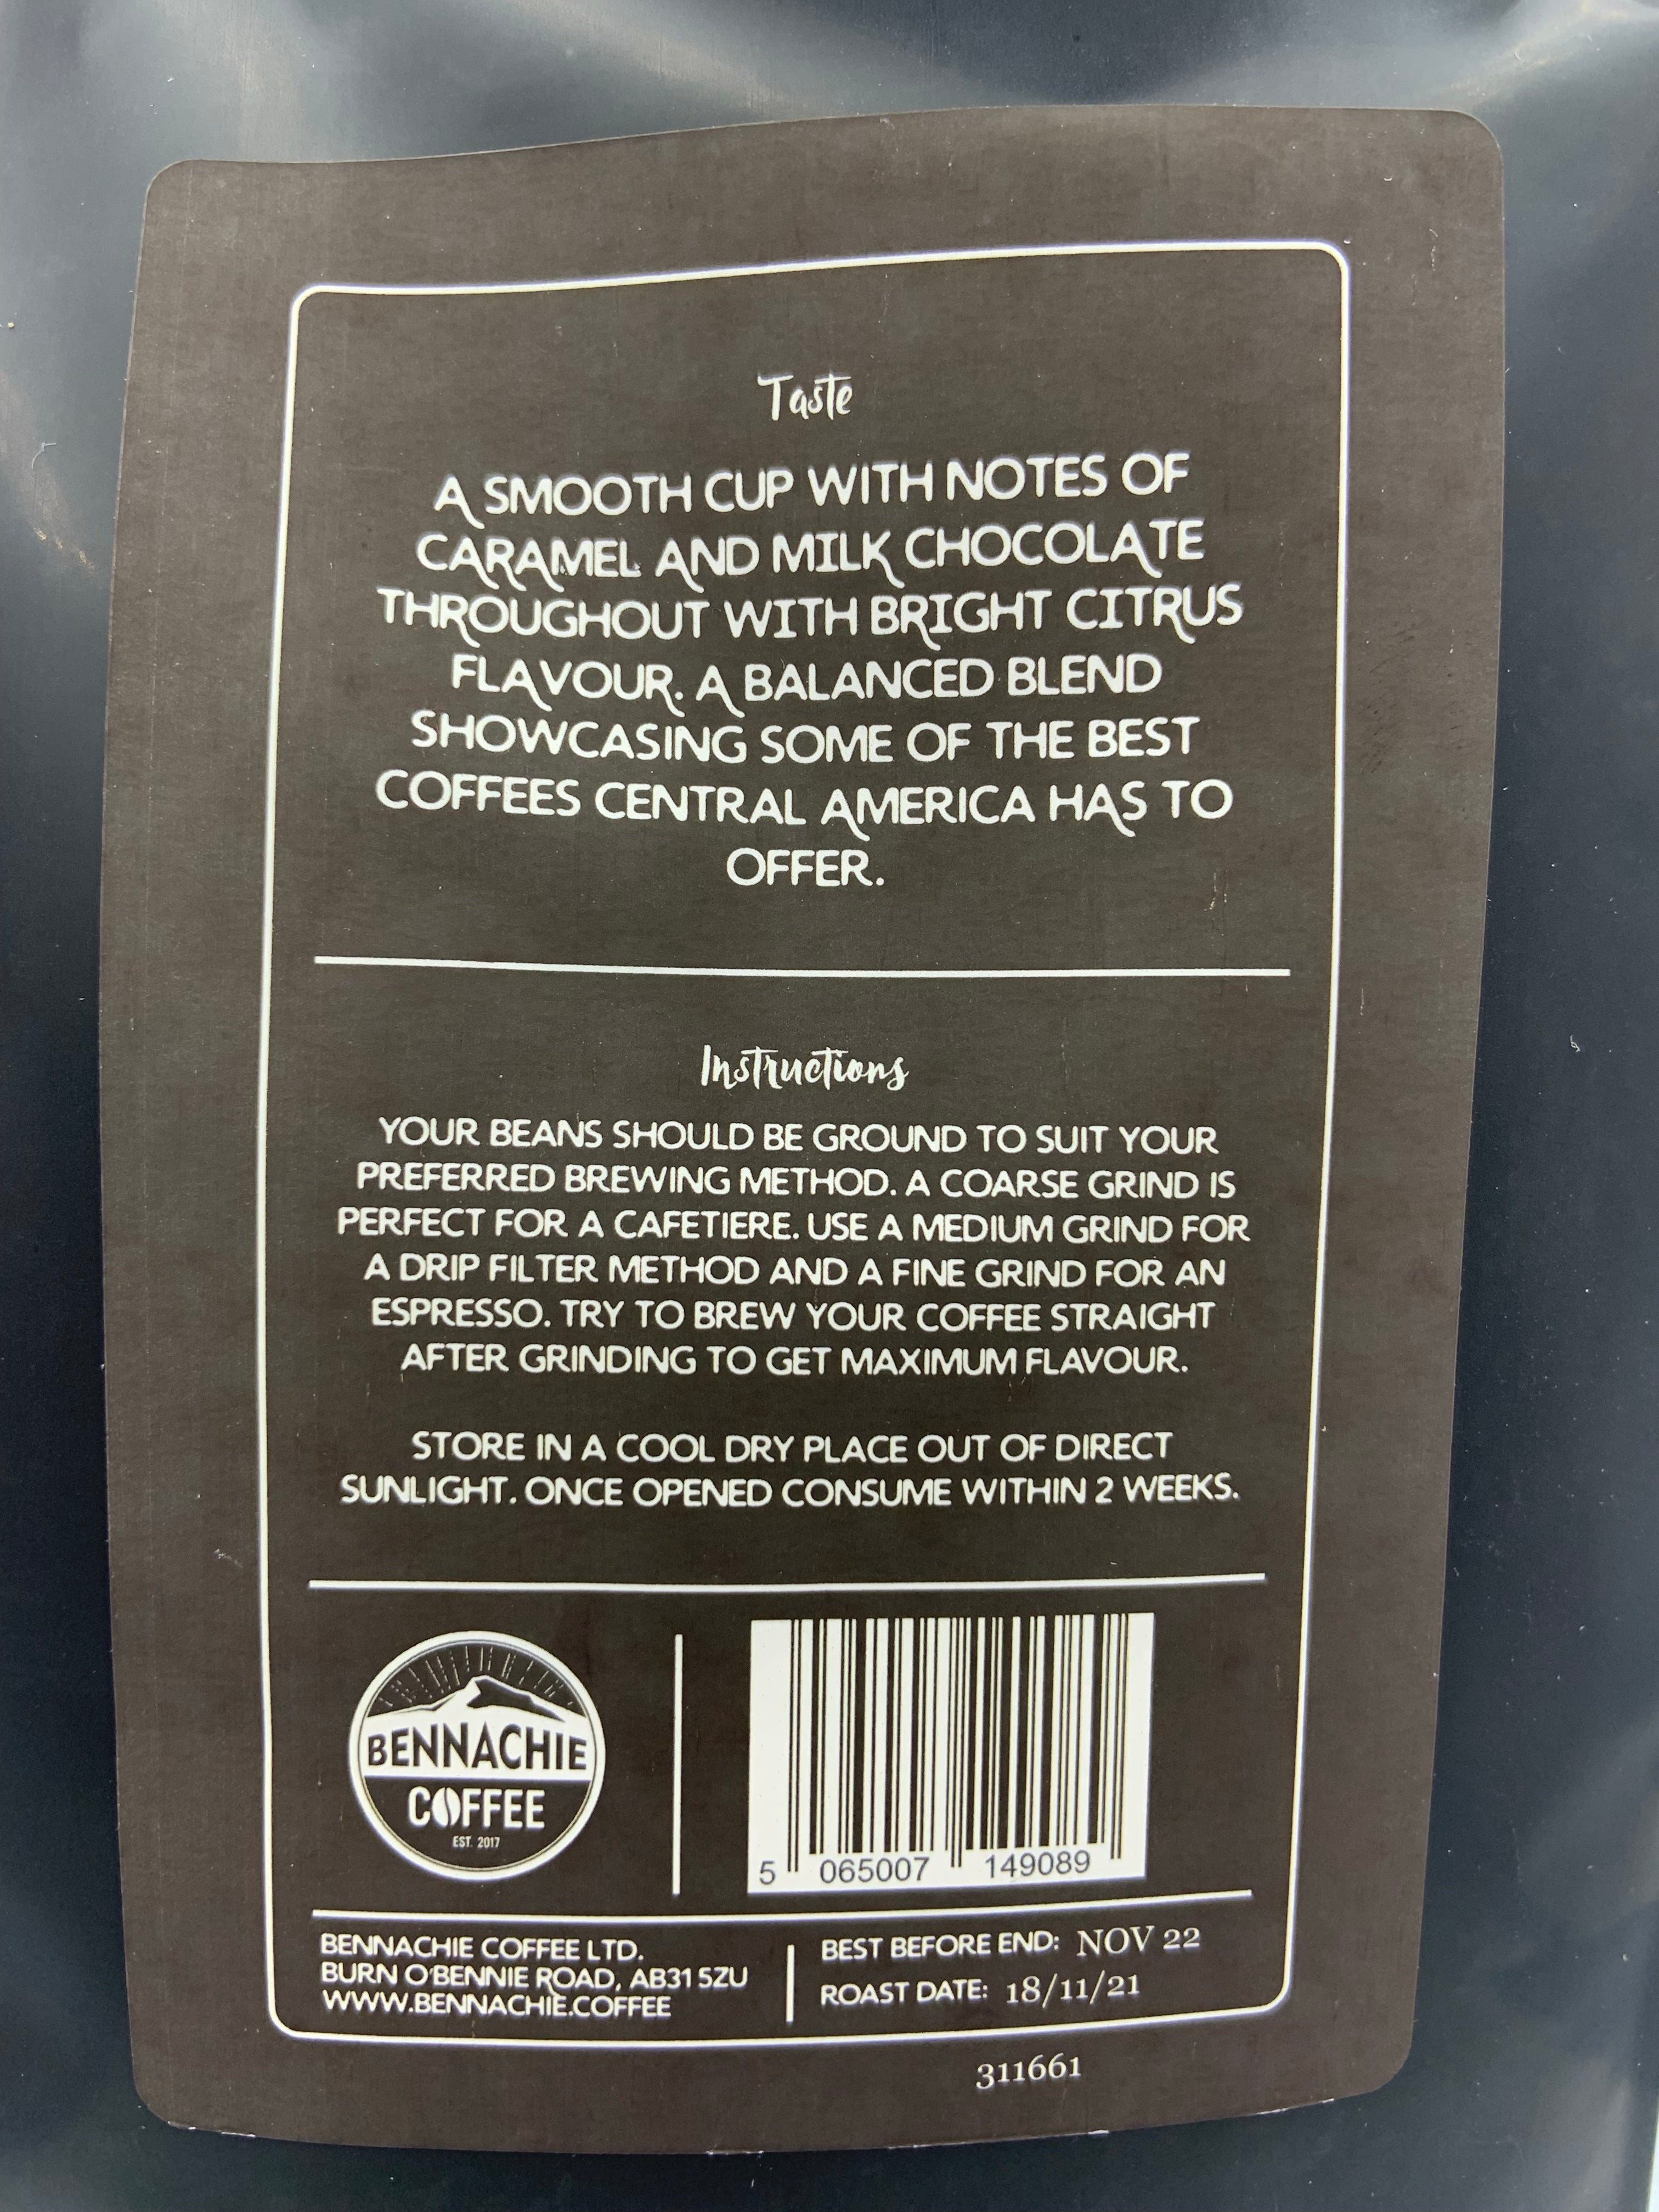 Taste
A SMOOTH CUP WITH NOTES OF
CARAMEL AND MILK CHOCOLATE
THROUGHOUT WITH BRIGHT CITRUS
FLAVOUR. A BALANCED BLEND
SHOWCASING SOME OF THE BEST
COFFEES CENTRAL AMERICA HAS TO
OFFER.
Instructions
YOUR BEANS SHOULD BE GROUND TO SUIT YOUR
PREFERRED BREWING METHOD. A COARSE GRIND IS
PERFECT FOR A CAFETIERE. USE A MEDIUM GRIND FOR
A DRIP FILTER METHOD AND A FINE GRIND FOR AN
ESPRESSO. TRY TO BREW YOUR COFFEE STRAIGHT
AFTER GRINDING TO GET MAXIMUM FLAVOUR.
STORE IN A COOL DRY PLACE OUT OF DIRECT
SUNLIGHT. ONCE OPENED CONSUME WITHIN 2 WEEKS.
BENNACHIE
COFFEE
EST. 2017
5 065007 149089
BENNACHIE COFFEE LTD.
BURN O'BENNIE ROAD, AB31 5ZU
WWW.BENNACHIE.COFFEE
BEST BEFORE END: NOV 22
ROAST DATE: 18/11/21
311661